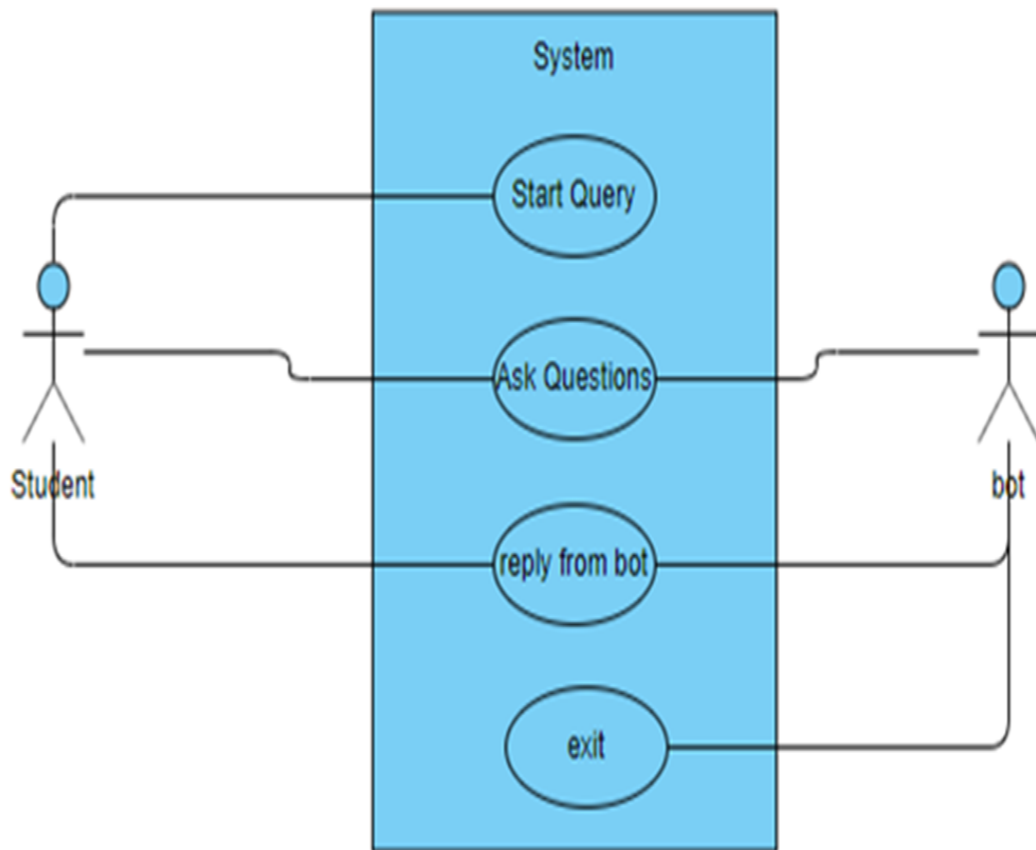 System
Start Query
Ask Questions
Student
bot
reply from bot
exit